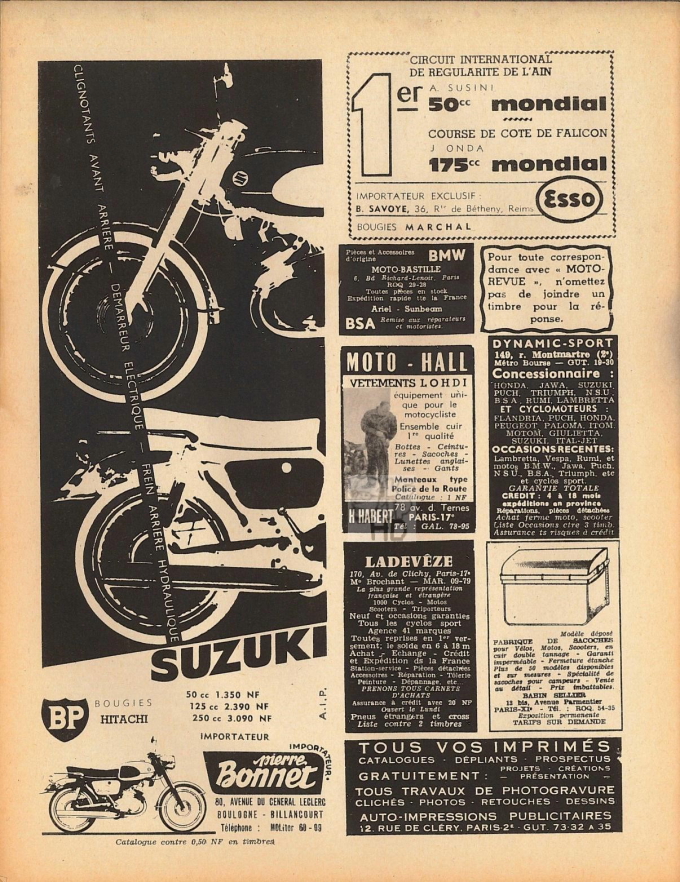 CLIGNOTANTS AVANT ARRIERE DEMARREUR ELECTRIQUE — FREIN ARRIERE HYDRAULIQUE
SUZUKI
BP
BOUGIES
HITACHI
50 cc 1.350 NF
125 cc 2.390 NF
250 cc 3.090 NF
A.I.P.
IMPORTATEUR
IMPORTATEUR
Pierre
Bonnet
80, AVENUE DU GENERAL LECLERC
BOULOGNE - BILLANCOURT
Téléphone : MOLitor 60-09
Catalogue contre 0,50 NF en timbres
CIRCUIT INTERNATIONAL
DE REGULARITE DE L'AIN
1er
A. SUSINI
50cc mondial
COURSE DE COTE DE FALICON
J ONDA
175cc mondial
IMPORTATEUR EXCLUSIF :
B. SAVOYE, 36, Rte de Bétheny, Reims
Esso
BOUGIES MARCHAL
Pièces et Accessoires
d'origine
BMW
MOTO-BASTILLE
6, Bd Richard-Lenoir, Paris
ROQ 29-28
Toutes pièces en stock
Expédition rapide tte la France
Ariel - Sunbeam
BSA
Remise aux réparateurs
et motoristes
Pour toute correspon-
dance avec « MOTO-
REVUE », n'omettez
pas de joindre un
timbre pour la ré-
ponse.
MOTO - HALL
VETEMENTS LOHDI
équipement uni-
que pour le
motocycliste
Ensemble cuir
1re qualité
Bottes - Ceintu-
res - Sacoches -
Lunettes anglai-
ses - Gants
Manteaux type
Police de la Route
Catalogue : 1 NF
H HABERT
78 av. d. Ternes
PARIS-17e
Tél GAL. 78-95
DYNAMIC-SPORT
149, r. Montmartre (2e)
Métro Bourse — GUT. 19-30
Concessionnaire :
HONDA, JAWA, SUZUKI
PUCH, TRIUMPH, N.S.U.
B.S.A., RUMI, LAMBRETTA
ET CYCLOMOTEURS :
FLANDRIA, PUCH, HONDA,
PEUGEOT, PALOMA, ITOM
MOTOM, GIULIETTA,
SUZUKI, ITAL-JET
OCCASIONS RECENTES:
Lambretta, Vespa, Rumi, et
motos B.M.W., Jawa, Puch,
N.S.U., B.S.A., Triumph, etc
et cyclos sport.
GARANTIE TOTALE
CREDIT : 4 à 18 mois
expéditions en province
Réparations, pièces détachées
Achat ferme moto, scooter
Liste Occasions ctre 3 timb.
Assurance ts risques à crédit
LADEVÈZE
170, Av. de Clichy, Paris-17e
Mo Brochant — MAR. 09-79
La plus grande représentation
française et étrangère
1000 Cyclos - Motos
Scooters - Triporteurs
Neuf et occasions garanties
Tous les cyclos sport
Agence 41 marques
Toutes reprises en 1er ver-
sement; le solde en 6 à 18 m
Achat - Echange - Crédit
et Expédition ds la France
Station-service - Pièces détachées
Accessoires - Réparation - Tôlerie
Peinture - Dépannage, etc.
PRENONS TOUS CARNETS
D'ACHATS
Assurance à crédit avec 20 NF
Ouvert le Lundi
Pneus étrangers et cross
Liste contre 2 timbres
Modèle déposé
FABRIQUE DE SACOCHES
pour Vélos, Motos, Scooters, en
cuir double tannage - Garanti
imperméable - Fermeture étanche
Plus de 50 modèles disponibles
et sur mesures - Spécialité de
sacoches pour campeurs - Vente
au détail - Prix imbattables.
BABIN SELLIER
13 bis, Avenue Parmentier
PARIS-XIe - Tél. : ROQ. 54-35
Exposition permanente
TARIFS SUR DEMANDE
TOUS VOS IMPRIMÉS
CATALOGUES - DÉPLIANTS - PROSPECTUS
PROJETS - CRÉATIONS
GRATUITEMENT : PRÉSENTATION —
TOUS TRAVAUX DE PHOTOGRAVURE
CLICHÉS - PHOTOS - RETOUCHES - DESSINS
AUTO-IMPRESSIONS PUBLICITAIRES
12, RUE DE CLÉRY, PARIS-2e - GUT. 73-32 A 35